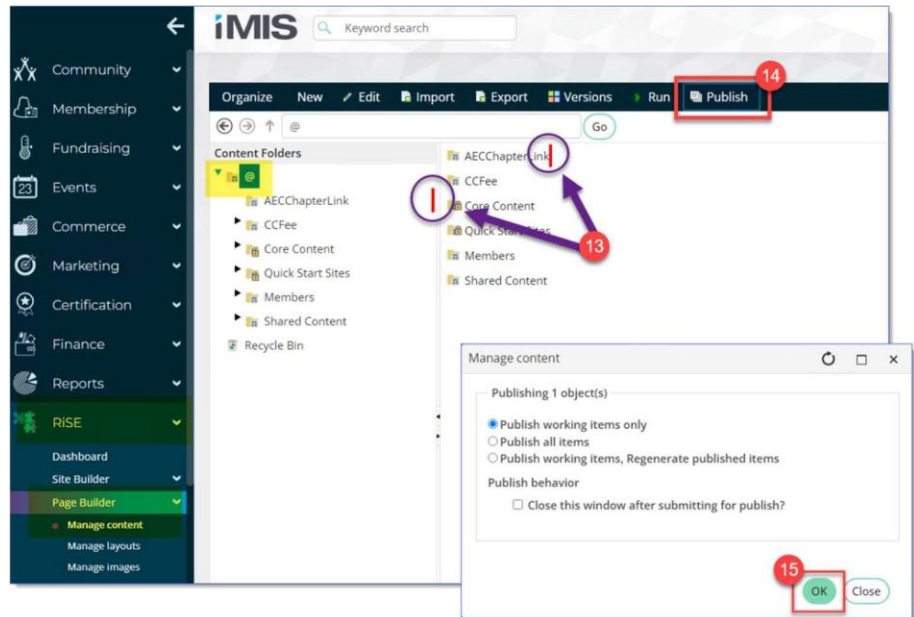 iMIS
Keyword search
Community
Membership
Fundraising
23 Events
Commerce
Marketing
Certification
Finance
Reports
RiSE
Dashboard
Site Builder
Page Builder
Manage content
Manage layouts
Manage images
14
Organize New Edit Import Export Versions Run Publish
@ Go
Content Folders
@
AECChapterLink
CCFee
Core Content
Quick Start Sites
Members
Shared Content
Recycle Bin
AECChapterLink
CCFee
Core Content
Quick Start Sites
Members
Shared Content
13
Manage content
Publishing 1 object(s)
Publish working items only
Publish all items
Publish working items, Regenerate published items
Publish behavior
Close this window after submitting for publish?
15
OK Close